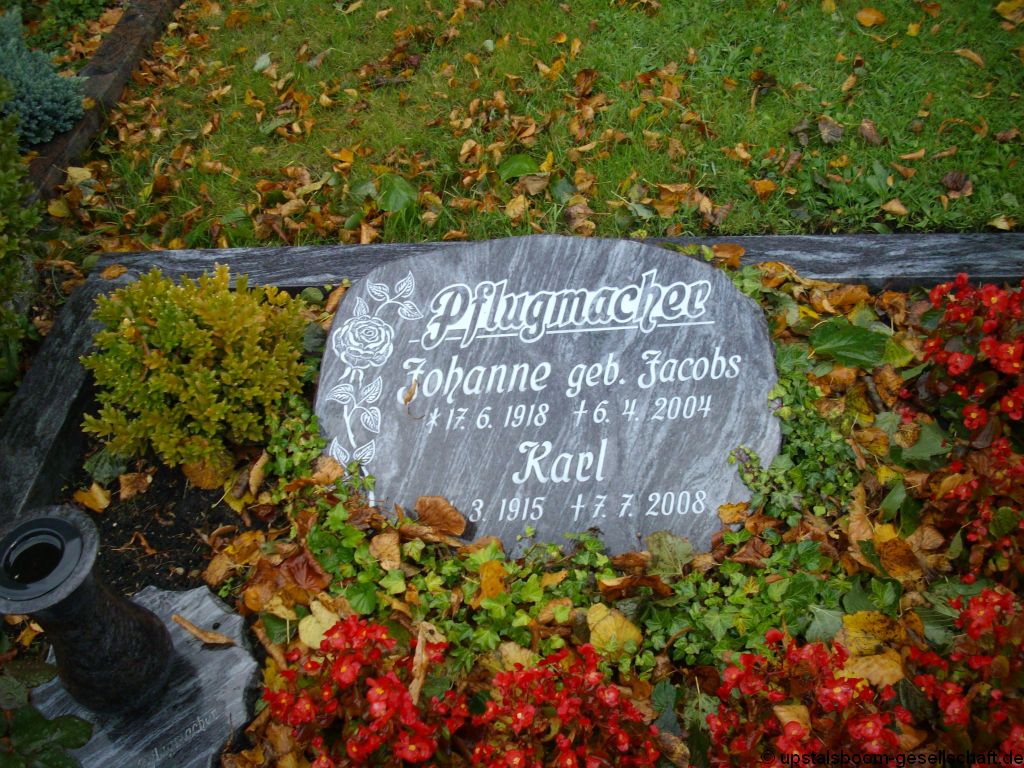 Pflugmacher
Johanne geb. Jacobs
* 17. 6. 1918 † 6. 4. 2004
Karl
3. 1915 † 7. 7. 2008
© upstalsboom-gesellschaft.de